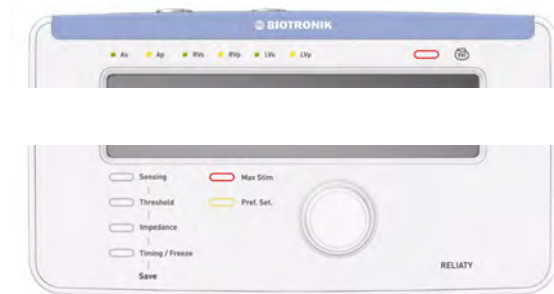 BIOTRONIK
As Ap RVs RVp LVs LVp
Sensing Max Stim
Threshold Pref. Set.
Impedance
Timing / Freeze
Save
RELIATY